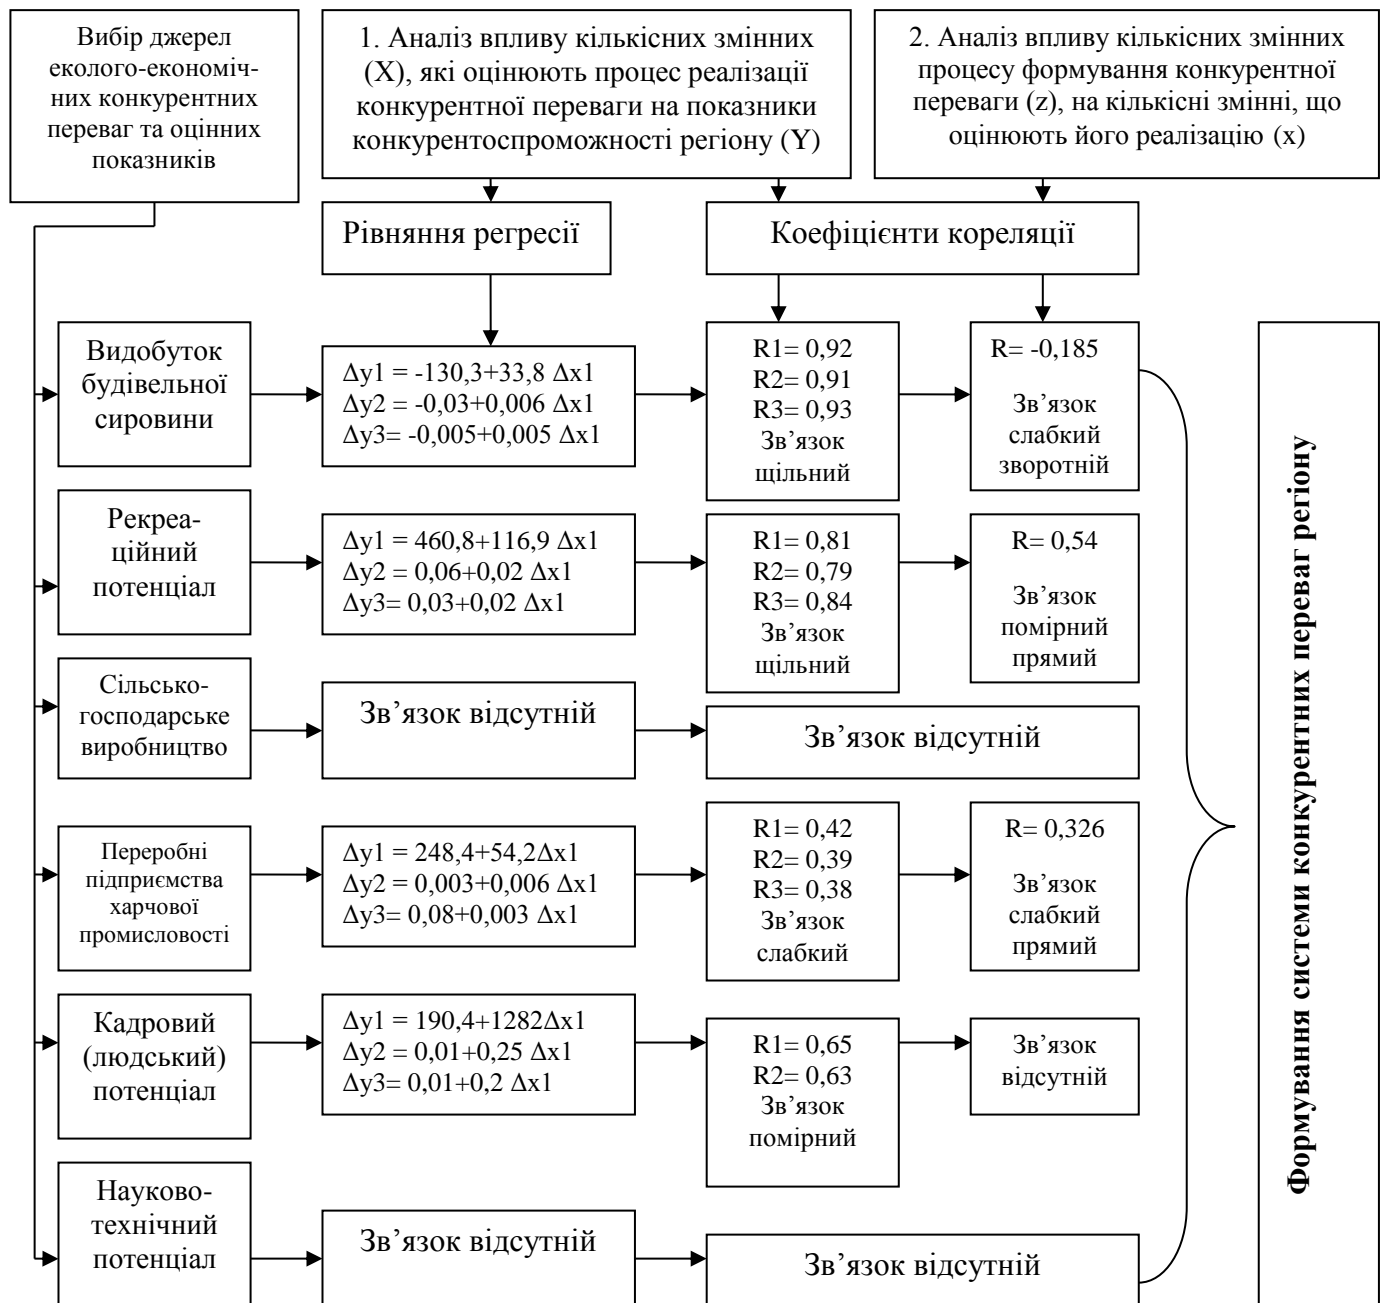 Вибір джерел
еколого-економіч-
них конкурентних
переваг та оцінних
показників
1. Аналіз впливу кількісних змінних
(X), які оцінюють процес реалізації
конкурентної переваги на показники
конкурентоспроможності регіону (Y)
2. Аналіз впливу кількісних змінних
процесу формування конкурентної
переваги (z), на кількісні змінні, що
оцінюють його реалізацію (x)
Рівняння регресії
Коефіцієнти кореляції
Видобуток
будівельної
сировини
Δy1 = -130,3+33,8 Δx1
Δy2 = -0,03+0,006 Δx1
Δy3= -0,005+0,005 Δx1
R1= 0,92
R2= 0,91
R3= 0,93
Зв’язок
щільний
R= -0,185
Зв’язок
слабкий
зворотній
Рекреа-
ційний
потенціал
Δy1 = 460,8+116,9 Δx1
Δy2 = 0,06+0,02 Δx1
Δy3= 0,03+0,02 Δx1
R1= 0,81
R2= 0,79
R3= 0,84
Зв’язок
щільний
R= 0,54
Зв’язок
помірний
прямий
Сільсько-
господарське
виробництво
Зв’язок відсутній
Зв’язок відсутній
Переробні
підприємства
харчової
промисловості
Δy1 = 248,4+54,2Δx1
Δy2 = 0,003+0,006 Δx1
Δy3= 0,08+0,003 Δx1
R1= 0,42
R2= 0,39
R3= 0,38
Зв’язок
слабкий
R= 0,326
Зв’язок
слабкий
прямий
Кадровий
(людський)
потенціал
Δy1 = 190,4+1282Δx1
Δy2 = 0,01+0,25 Δx1
Δy3= 0,01+0,2 Δx1
R1= 0,65
R2= 0,63
Зв’язок
помірний
Зв’язок
відсутній
Науково-
технічний
потенціал
Зв’язок відсутній
Зв’язок відсутній
Формування системи конкурентних переваг регіону